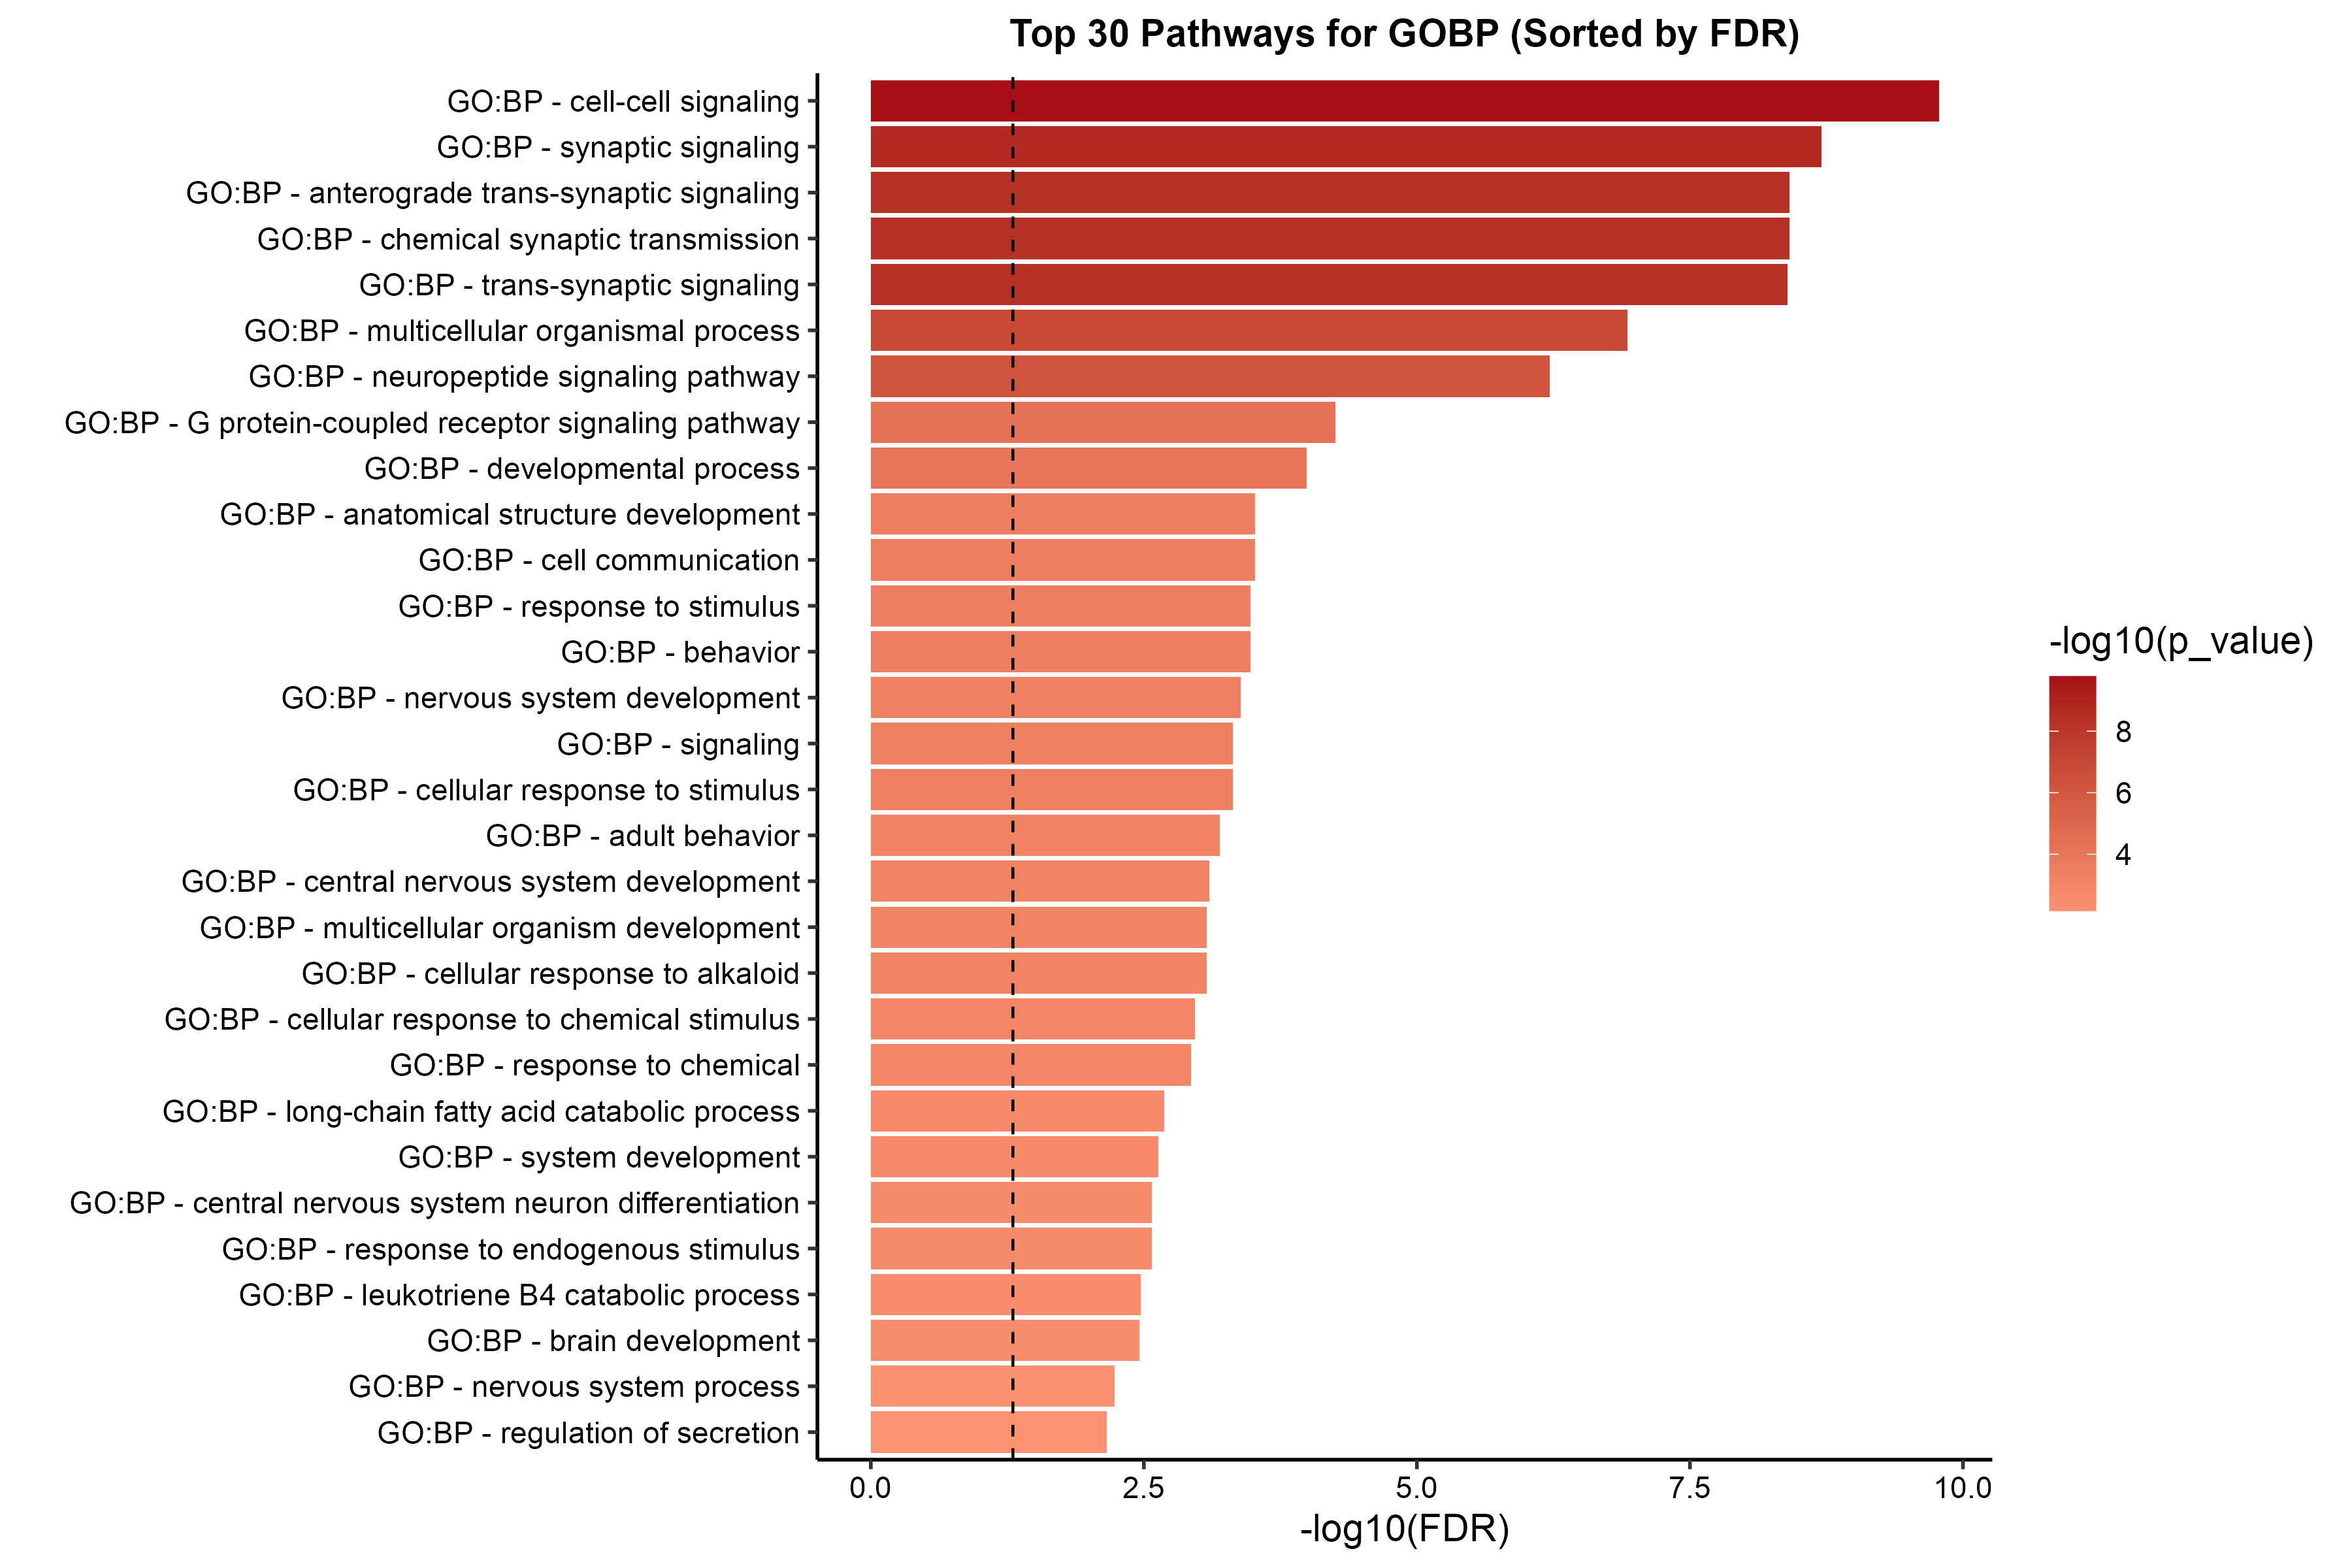 Top 30 Pathways for GOBP (Sorted by FDR)
GO:BP - cell-cell signaling
GO:BP - synaptic signaling
GO:BP - anterograde trans-synaptic signaling
GO:BP - chemical synaptic transmission
GO:BP - trans-synaptic signaling
GO:BP - multicellular organismal process
GO:BP - neuropeptide signaling pathway
GO:BP - G protein-coupled receptor signaling pathway
GO:BP - developmental process
GO:BP - anatomical structure development
GO:BP - cell communication
GO:BP - response to stimulus
GO:BP - behavior
GO:BP - nervous system development
GO:BP - signaling
GO:BP - cellular response to stimulus
GO:BP - adult behavior
GO:BP - central nervous system development
GO:BP - multicellular organism development
GO:BP - cellular response to alkaloid
GO:BP - cellular response to chemical stimulus
GO:BP - response to chemical
GO:BP - long-chain fatty acid catabolic process
GO:BP - system development
GO:BP - central nervous system neuron differentiation
GO:BP - response to endogenous stimulus
GO:BP - leukotriene B4 catabolic process
GO:BP - brain development
GO:BP - nervous system process
GO:BP - regulation of secretion
0.0 2.5 5.0 7.5 10.0
-log10(FDR)
-log10(p_value)
8
6
4